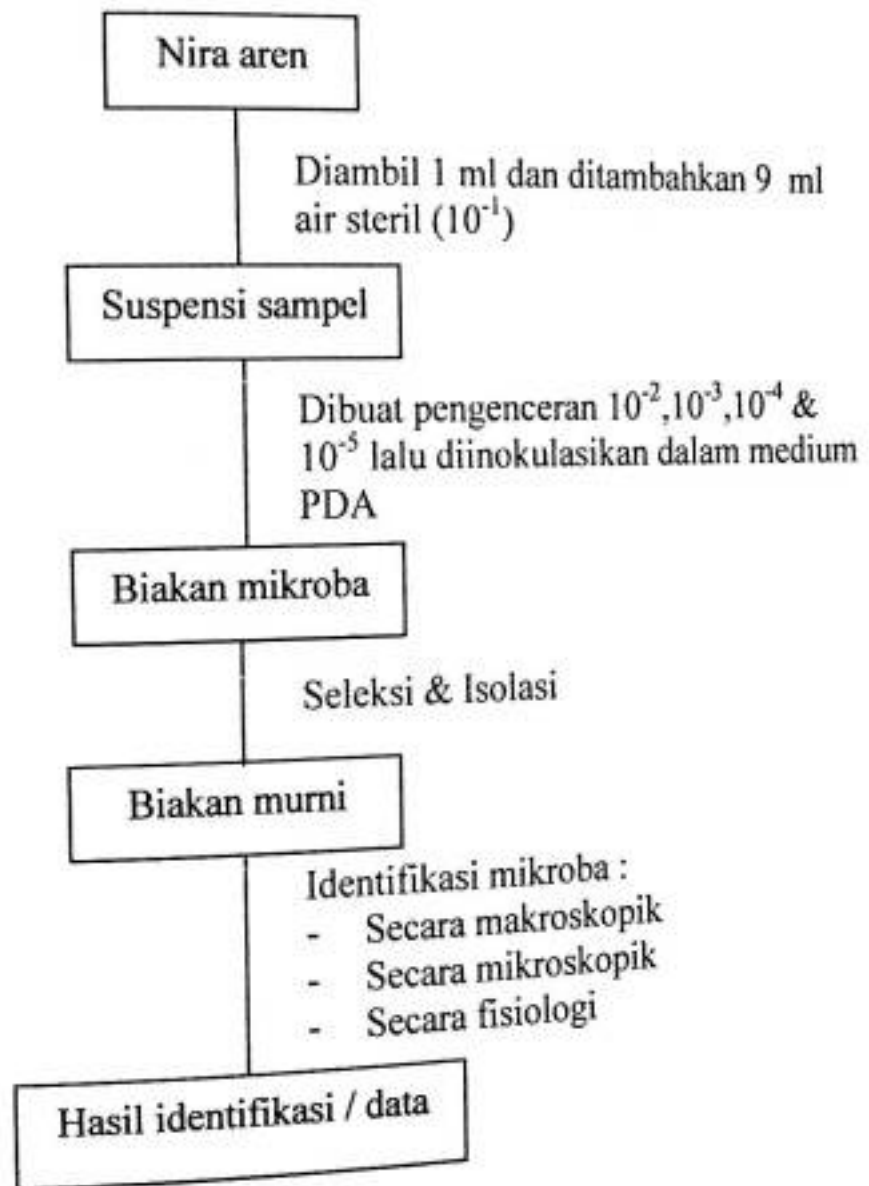 Nira aren
Diambil 1 ml dan ditambahkan 9 ml
air steril (10⁻¹)
Suspensi sampel
Dibuat pengenceran 10⁻²,10⁻³,10⁻⁴ &
10⁻⁵ lalu diinokulasikan dalam medium
PDA
Biakan mikroba
Seleksi & Isolasi
Biakan murni
Identifikasi mikroba :
- Secara makroskopik
- Secara mikroskopik
- Secara fisiologi
Hasil identifikasi / data